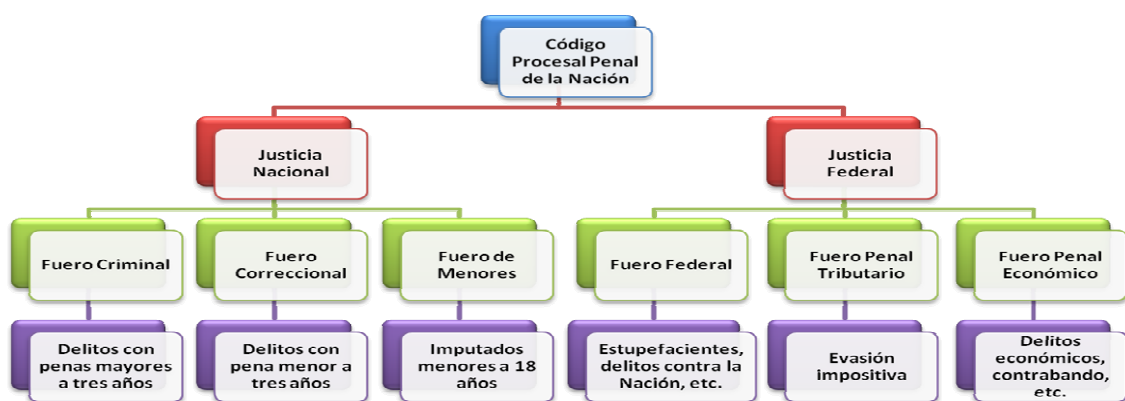 Código
Procesal Penal
de la Nación
Justicia
Nacional
Justicia
Federal
Fuero Criminal
Fuero
Correccional
Fuero de
Menores
Fuero Federal
Fuero Penal
Tributario
Fuero Penal
Económico
Delitos con
penas mayores
a tres años
Delitos con
pena menor a
tres años
Imputados
menores a 18
años
Estupefacientes,
delitos contra la
Nación, etc.
Evasión
impositiva
Delitos
económicos,
contrabando,
etc.